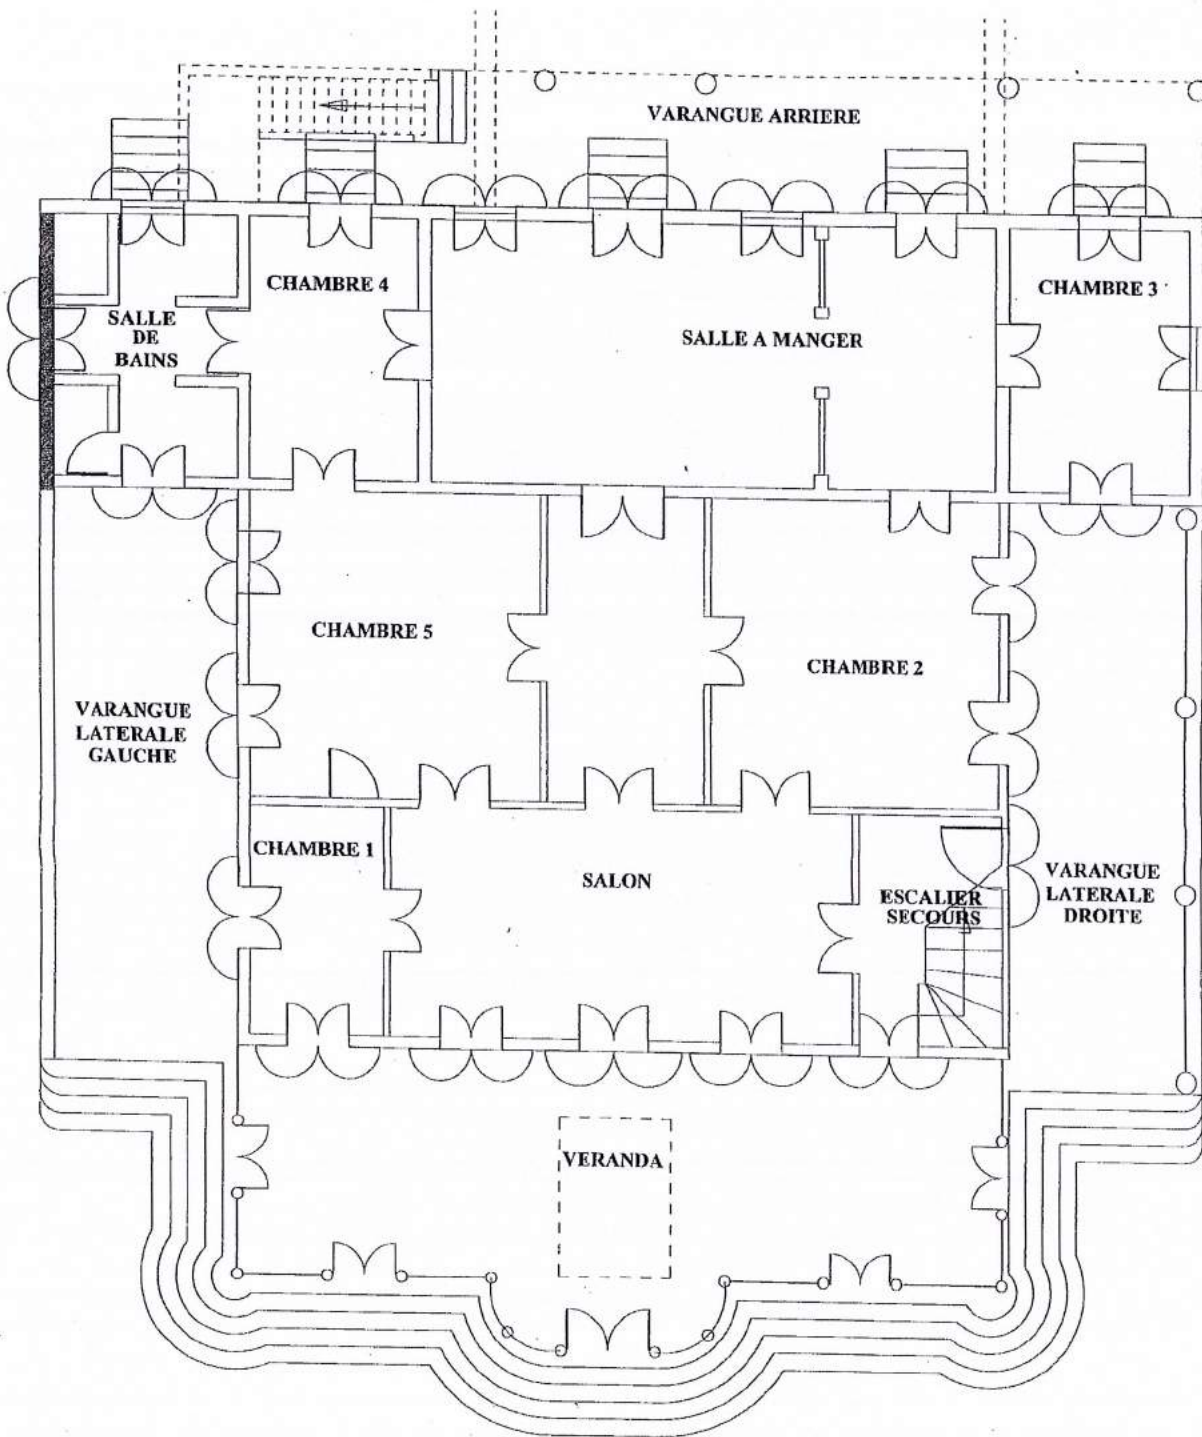 VARANGUE ARRIERE
CHAMBRE 4
CHAMBRE 3
SALLE
DE
BAINS
SALLE A MANGER
CHAMBRE 5
CHAMBRE 2
VARANGUE
LATERALE
GAUCHE
CHAMBRE 1
SALON
ESCALIER
SECOURS
VARANGUE
LATERALE
DROITE
VERANDA